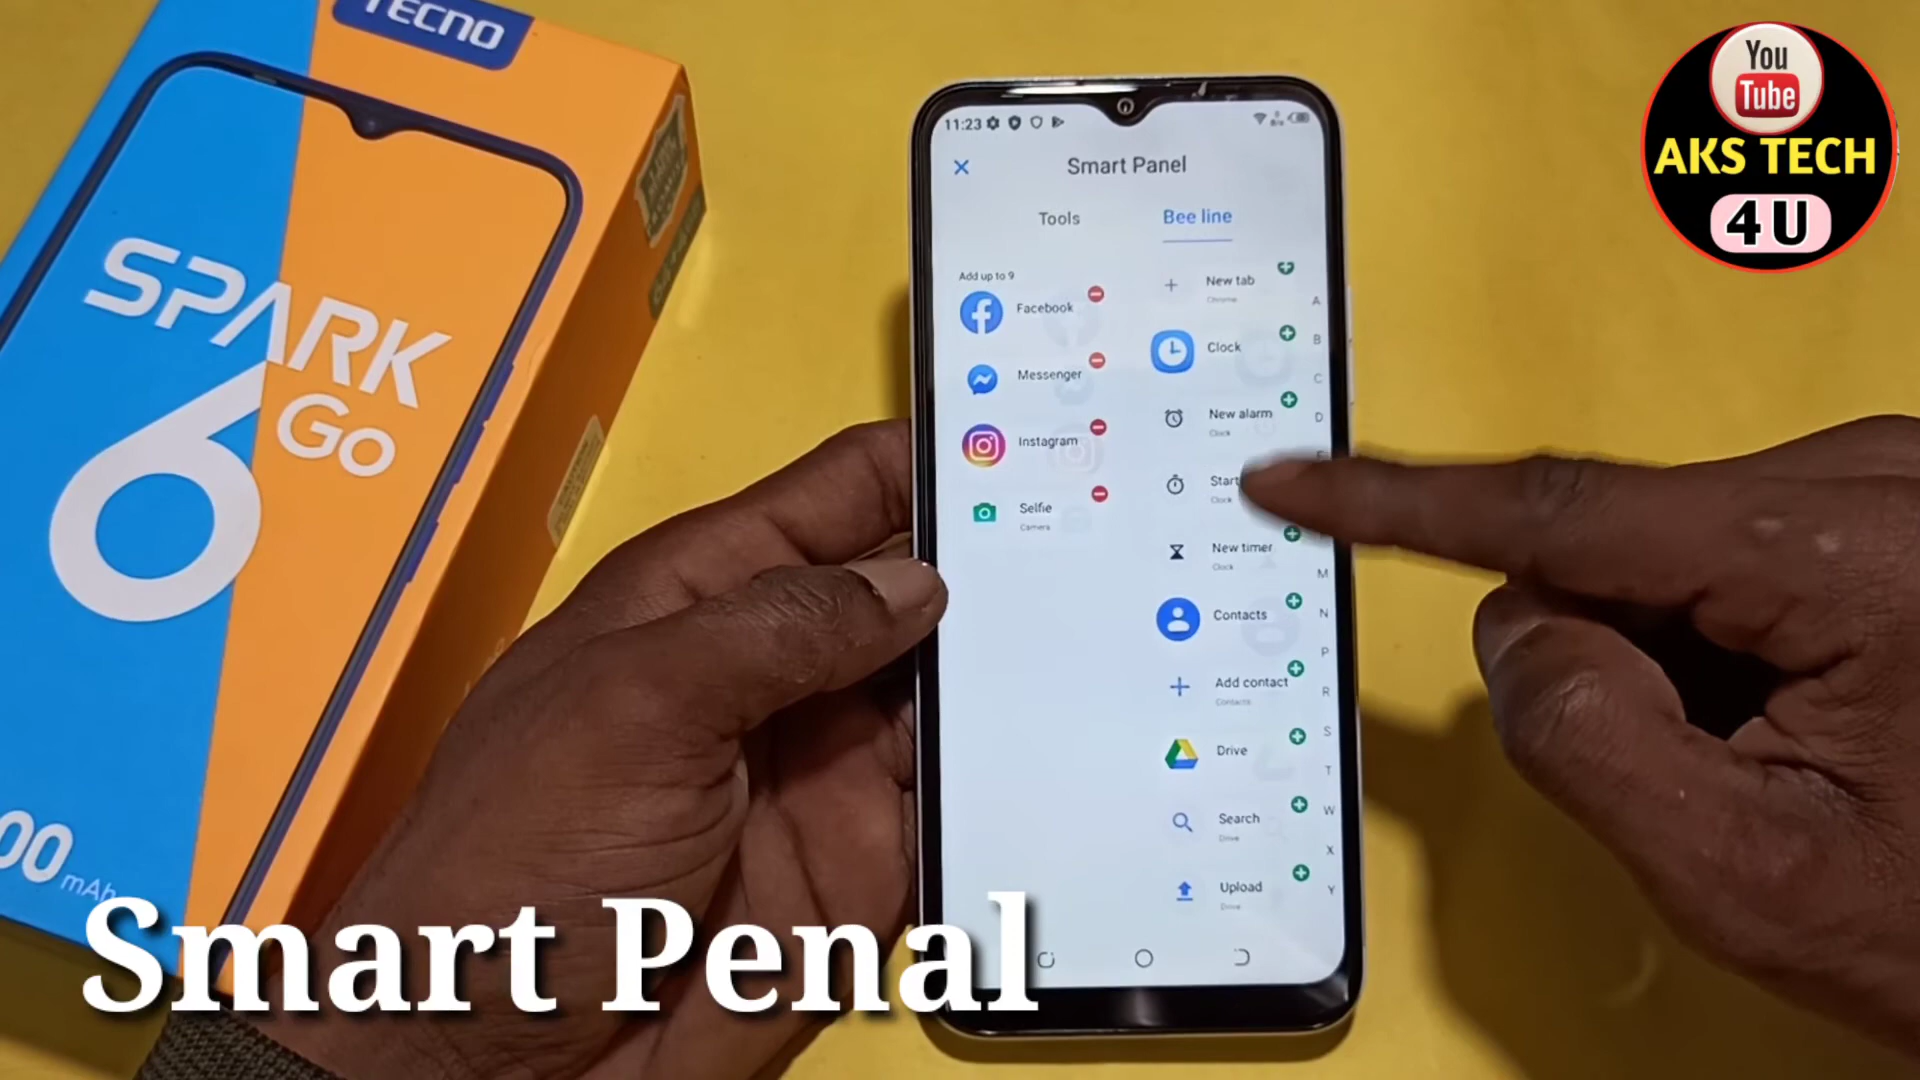 TECNO
SPARK
6
GO
00
mAh
11:23
Smart Panel
Tools
Bee line
Add up to 9
Facebook
Messenger
Instagram
Selfie
Camera
New tab
Chrome
Clock
New alarm
Clock
Start
Clock
New timer
Clock
Contacts
Add contact
Contacts
Drive
Search
Drive
Upload
Drive
A
B
C
D
M
N
P
R
S
T
W
X
Y
You
Tube
AKS TECH
4U
Smart Penal